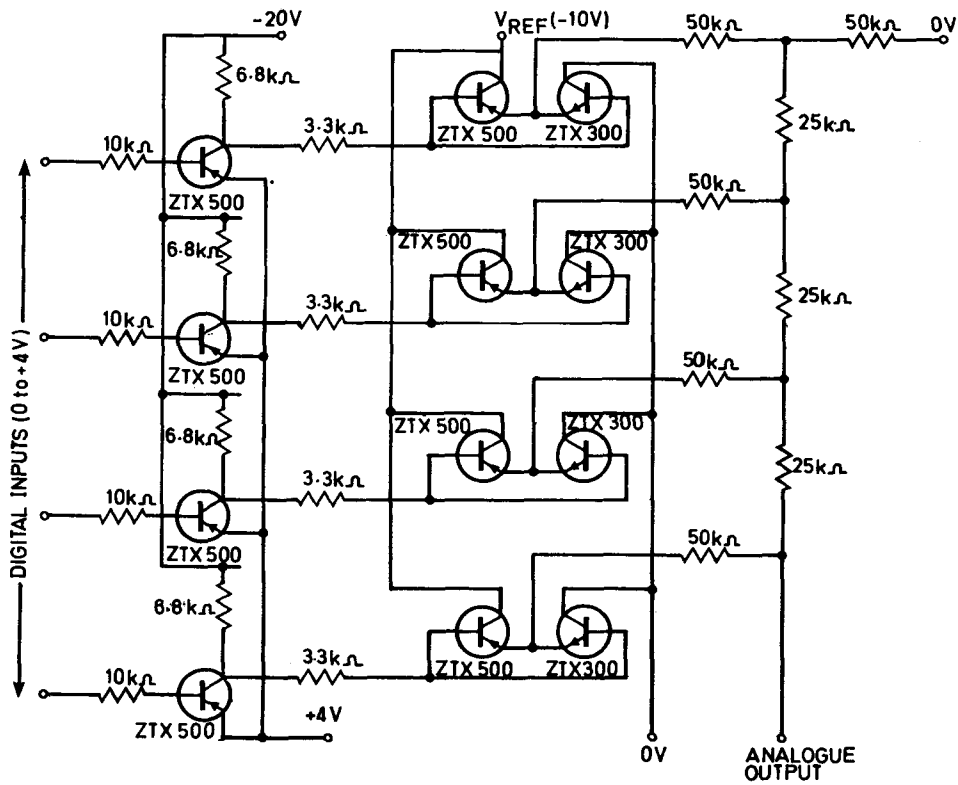 -20V
VREF(-10V)
50kΩ
50kΩ
0V
6.8kΩ
ZTX 500
ZTX 300
3.3kΩ
25kΩ
10kΩ
ZTX 500
50kΩ
6.8kΩ
ZTX 500
ZTX 300
3.3kΩ
25kΩ
10kΩ
ZTX 500
DIGITAL INPUTS (0 to +4V)
50kΩ
6.8kΩ
ZTX 500
ZTX 300
3.3kΩ
25kΩ
10kΩ
ZTX 500
50kΩ
6.8kΩ
3.3kΩ
ZTX 500
ZTX300
10kΩ
ZTX 500
+4V
0V
ANALOGUE
OUTPUT